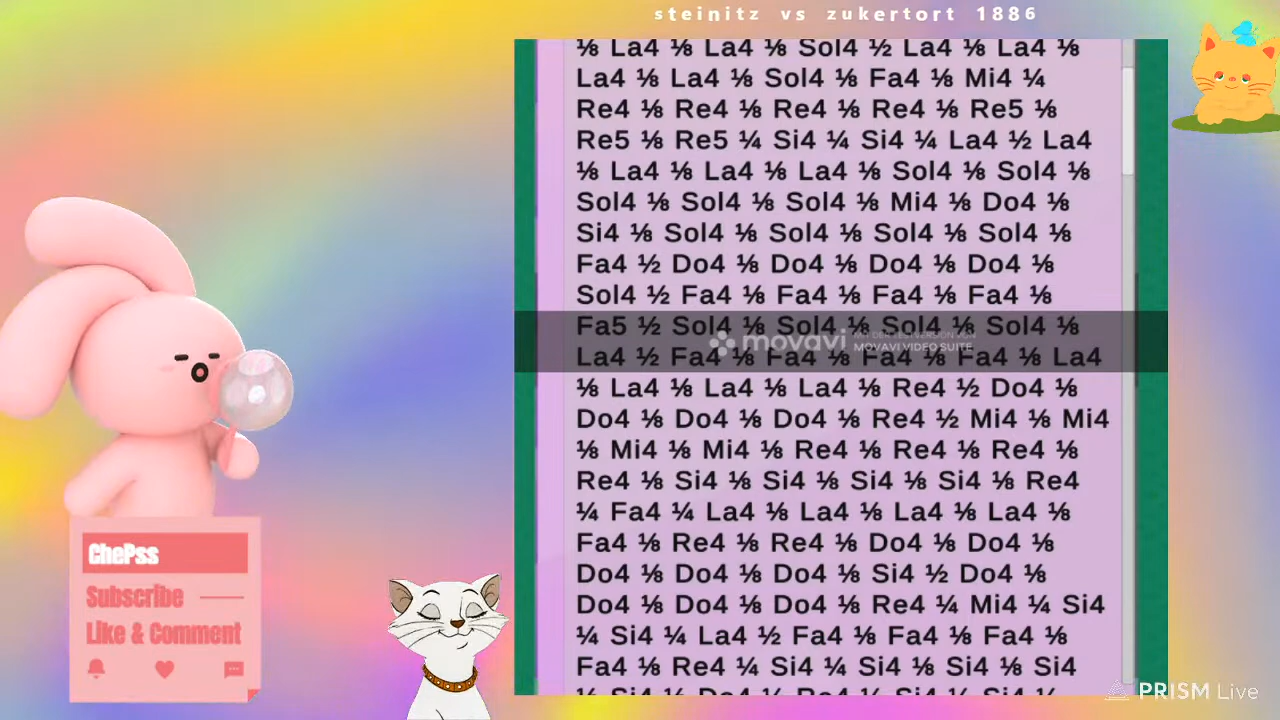 steinitz vs zukertort 1886
⅛ La4 ⅛ La4 ⅛ Sol4 ½ La4 ⅛ La4 ⅛
La4 ⅛ La4 ⅛ Sol4 ⅛ Fa4 ⅛ Mi4 ¼
Re4 ⅛ Re4 ⅛ Re4 ⅛ Re4 ⅛ Re5 ⅛
Re5 ⅛ Re5 ¼ Si4 ¼ Si4 ¼ La4 ½ La4
⅛ La4 ⅛ La4 ⅛ La4 ⅛ Sol4 ⅛ Sol4 ⅛
Sol4 ⅛ Sol4 ⅛ Sol4 ⅛ Mi4 ⅛ Do4 ⅛
Si4 ⅛ Sol4 ⅛ Sol4 ⅛ Sol4 ⅛ Sol4 ⅛
Fa4 ½ Do4 ⅛ Do4 ⅛ Do4 ⅛ Do4 ⅛
Sol4 ½ Fa4 ⅛ Fa4 ⅛ Fa4 ⅛ Fa4 ⅛
Fa5 ½ Sol4 ⅛ Sol4 ⅛ Sol4 ⅛ Sol4 ⅛
movavi
MIT DER TESTVERSION VON
MOVAVI VIDEO SUITE
La4 ½ Fa4 ⅛ Fa4 ⅛ Fa4 ⅛ Fa4 ⅛ La4
⅛ La4 ⅛ La4 ⅛ La4 ⅛ Re4 ½ Do4 ⅛
Do4 ⅛ Do4 ⅛ Do4 ⅛ Re4 ½ Mi4 ⅛ Mi4
⅛ Mi4 ⅛ Mi4 ⅛ Re4 ⅛ Re4 ⅛ Re4 ⅛
Re4 ⅛ Si4 ⅛ Si4 ⅛ Si4 ⅛ Si4 ⅛ Re4
¼ Fa4 ¼ La4 ⅛ La4 ⅛ La4 ⅛ La4 ⅛
Fa4 ⅛ Re4 ⅛ Re4 ⅛ Do4 ⅛ Do4 ⅛
Do4 ⅛ Do4 ⅛ Do4 ⅛ Si4 ½ Do4 ⅛
Do4 ⅛ Do4 ⅛ Do4 ⅛ Re4 ¼ Mi4 ¼ Si4
¼ Si4 ¼ La4 ½ Fa4 ⅛ Fa4 ⅛ Fa4 ⅛
Fa4 ⅛ Re4 ¼ Si4 ¼ Si4 ⅛ Si4 ⅛ Si4
ChePss
Subscribe
Like & Comment
PRISM Live